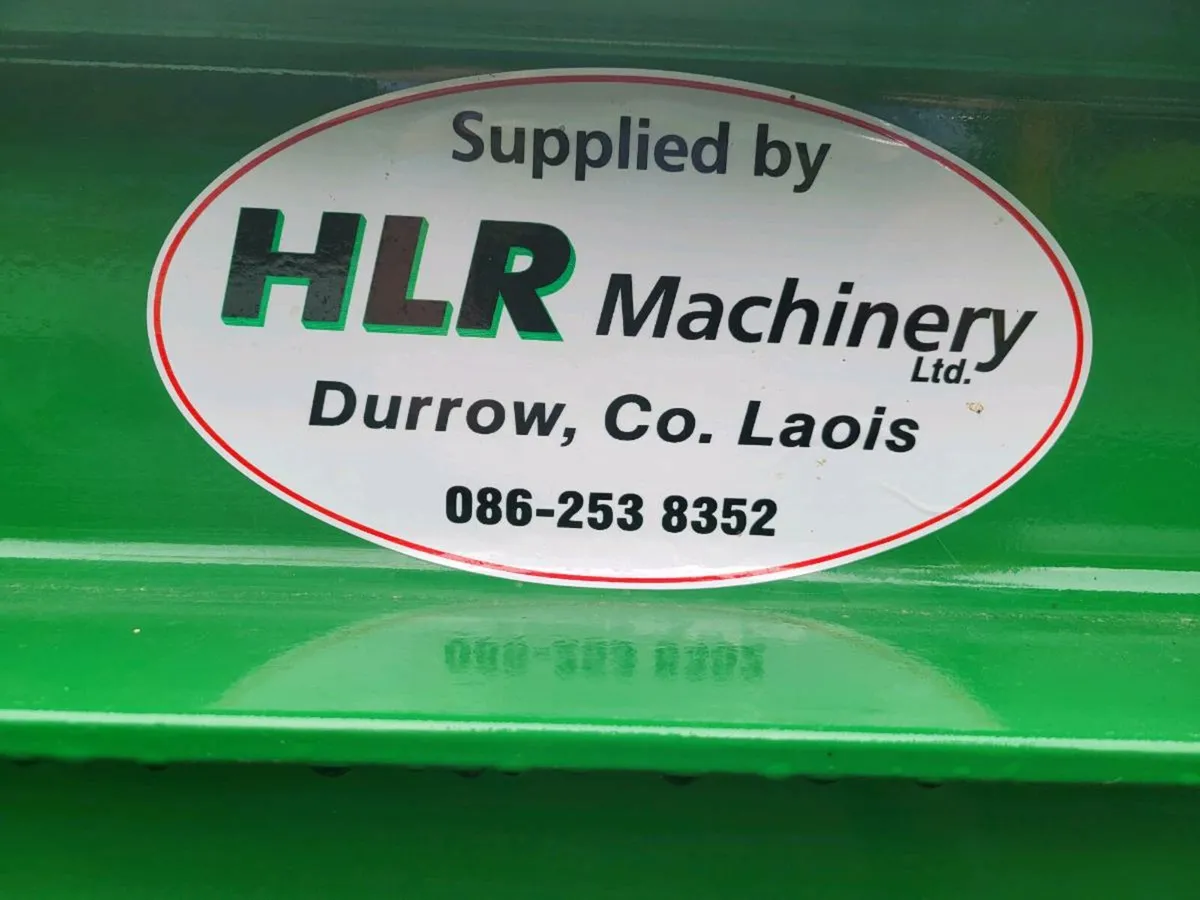 Supplied by
HLR Machinery
Ltd.
Durrow, Co. Laois
086-253 8352